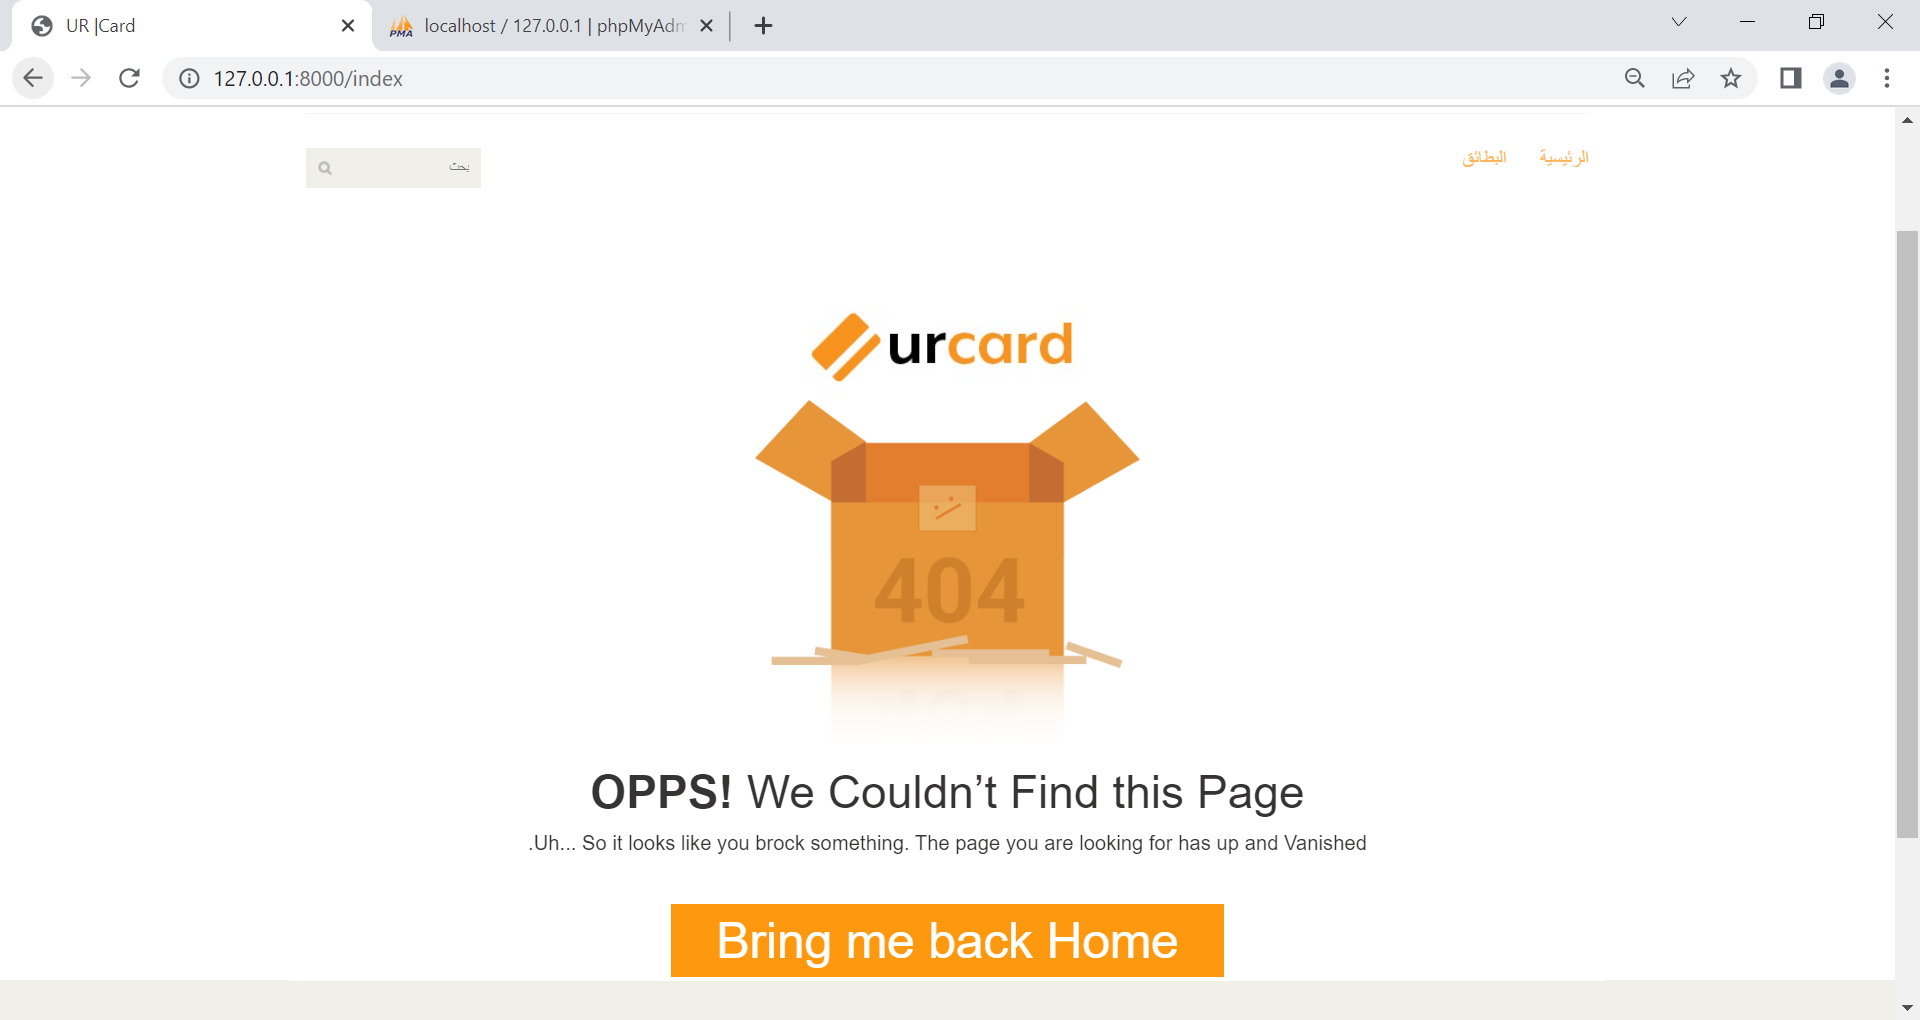 UR |Card
localhost / 127.0.0.1 | phpMyAdm
127.0.0.1:8000/index
الرئيسية البطائق
بحث
urcard
404
OPPS! We Couldn’t Find this Page
.Uh... So it looks like you brock something. The page you are looking for has up and Vanished
Bring me back Home